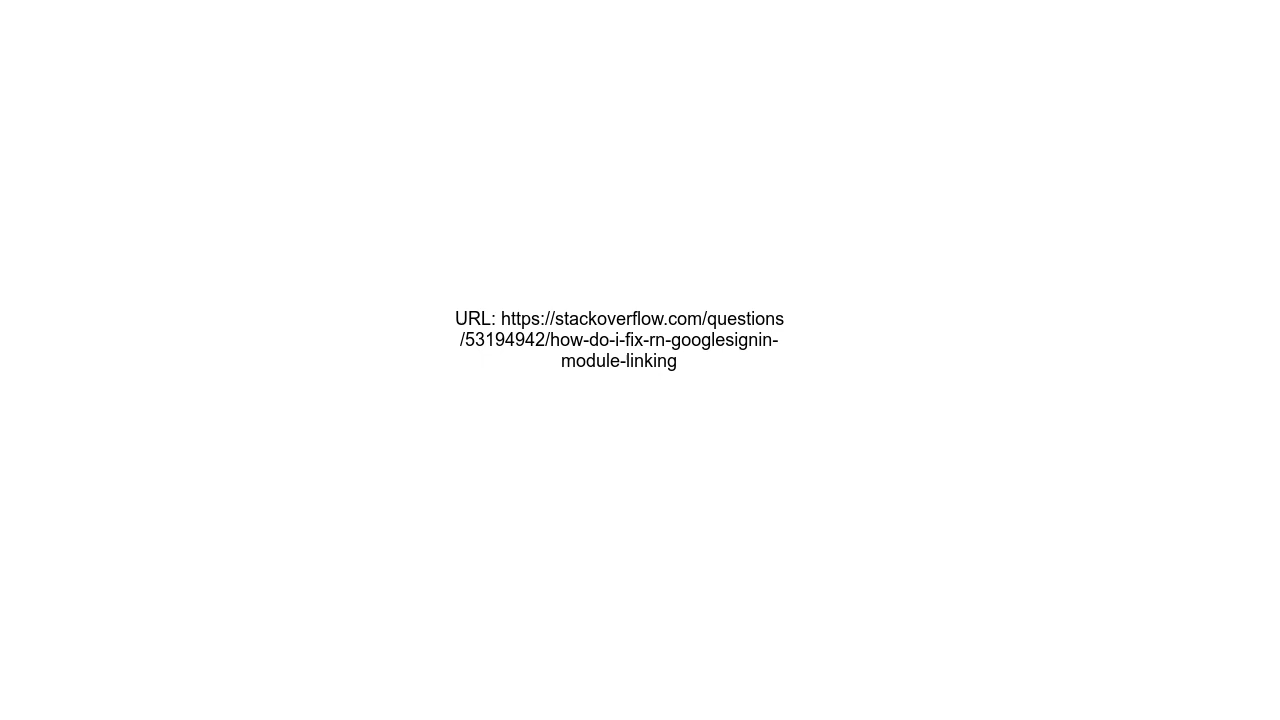 URL: https://stackoverflow.com/questions
/53194942/how-do-i-fix-rn-googlesignin-
module-linking